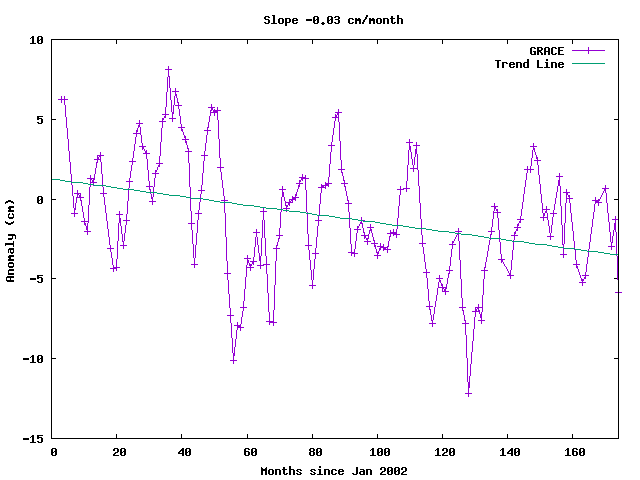 Slope -0.03 cm/month
GRACE
Trend Line
10
5
0
-5
-10
-15
Anomaly (cm)
0 20 40 60 80 100 120 140 160
Months since Jan 2002